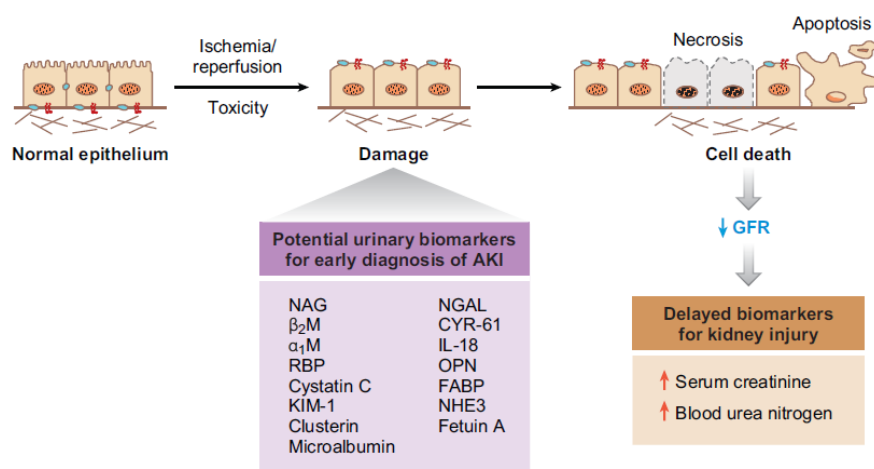 Ischemia/
reperfusion
Toxicity
Necrosis
Apoptosis
Normal epithelium
Damage
Cell death
Potential urinary biomarkers
for early diagnosis of AKI
NAG
β₂M
α₁M
RBP
Cystatin C
KIM-1
Clusterin
Microalbumin
NGAL
CYR-61
IL-18
OPN
FABP
NHE3
Fetuin A
↓ GFR
Delayed biomarkers
for kidney injury
↑ Serum creatinine
↑ Blood urea nitrogen